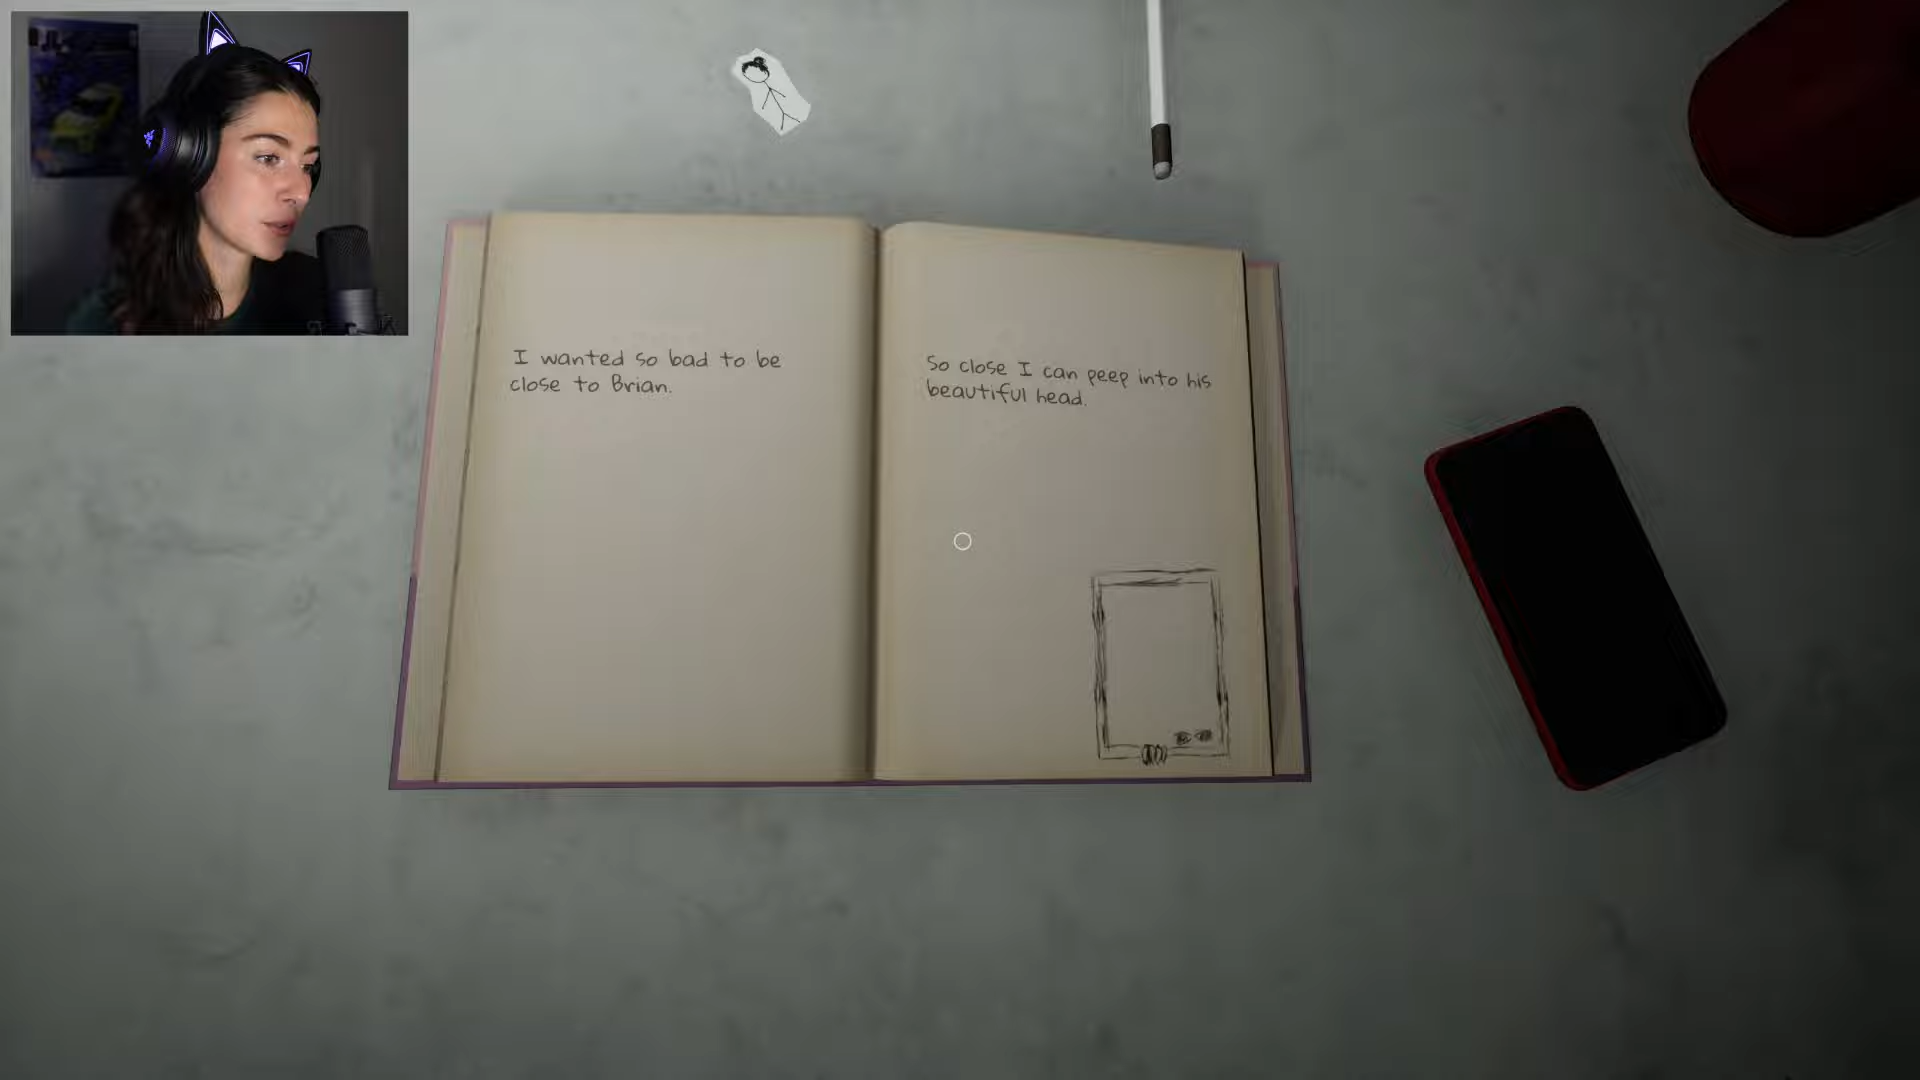 I wanted so bad to be
close to Brian.
So close I can peep into his
beautiful head.